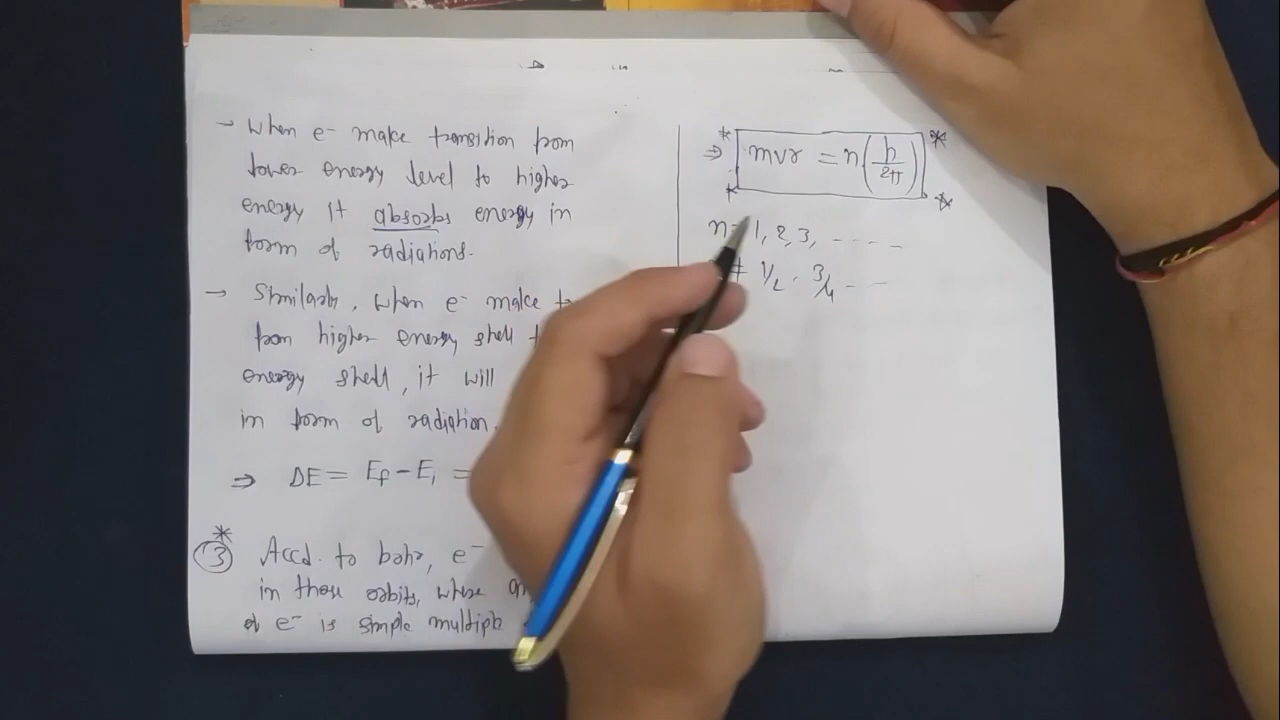 → When e⁻ make transition from
lower energy level to higher
energy it absorbs energy in
form of radiations.
→ Similarly, when e⁻ make
from higher energy shell
energy shell, it will
in form of radiation.
⇒ DE = Ef - Ei =
*
③ Accd. to bohr, e⁻
in those orbits, where
of e⁻ is simple multiple
⇒ mvr = n(h/2π)
n = 1, 2, 3, - - - -
≠ 1/2 . 3/4 - - -